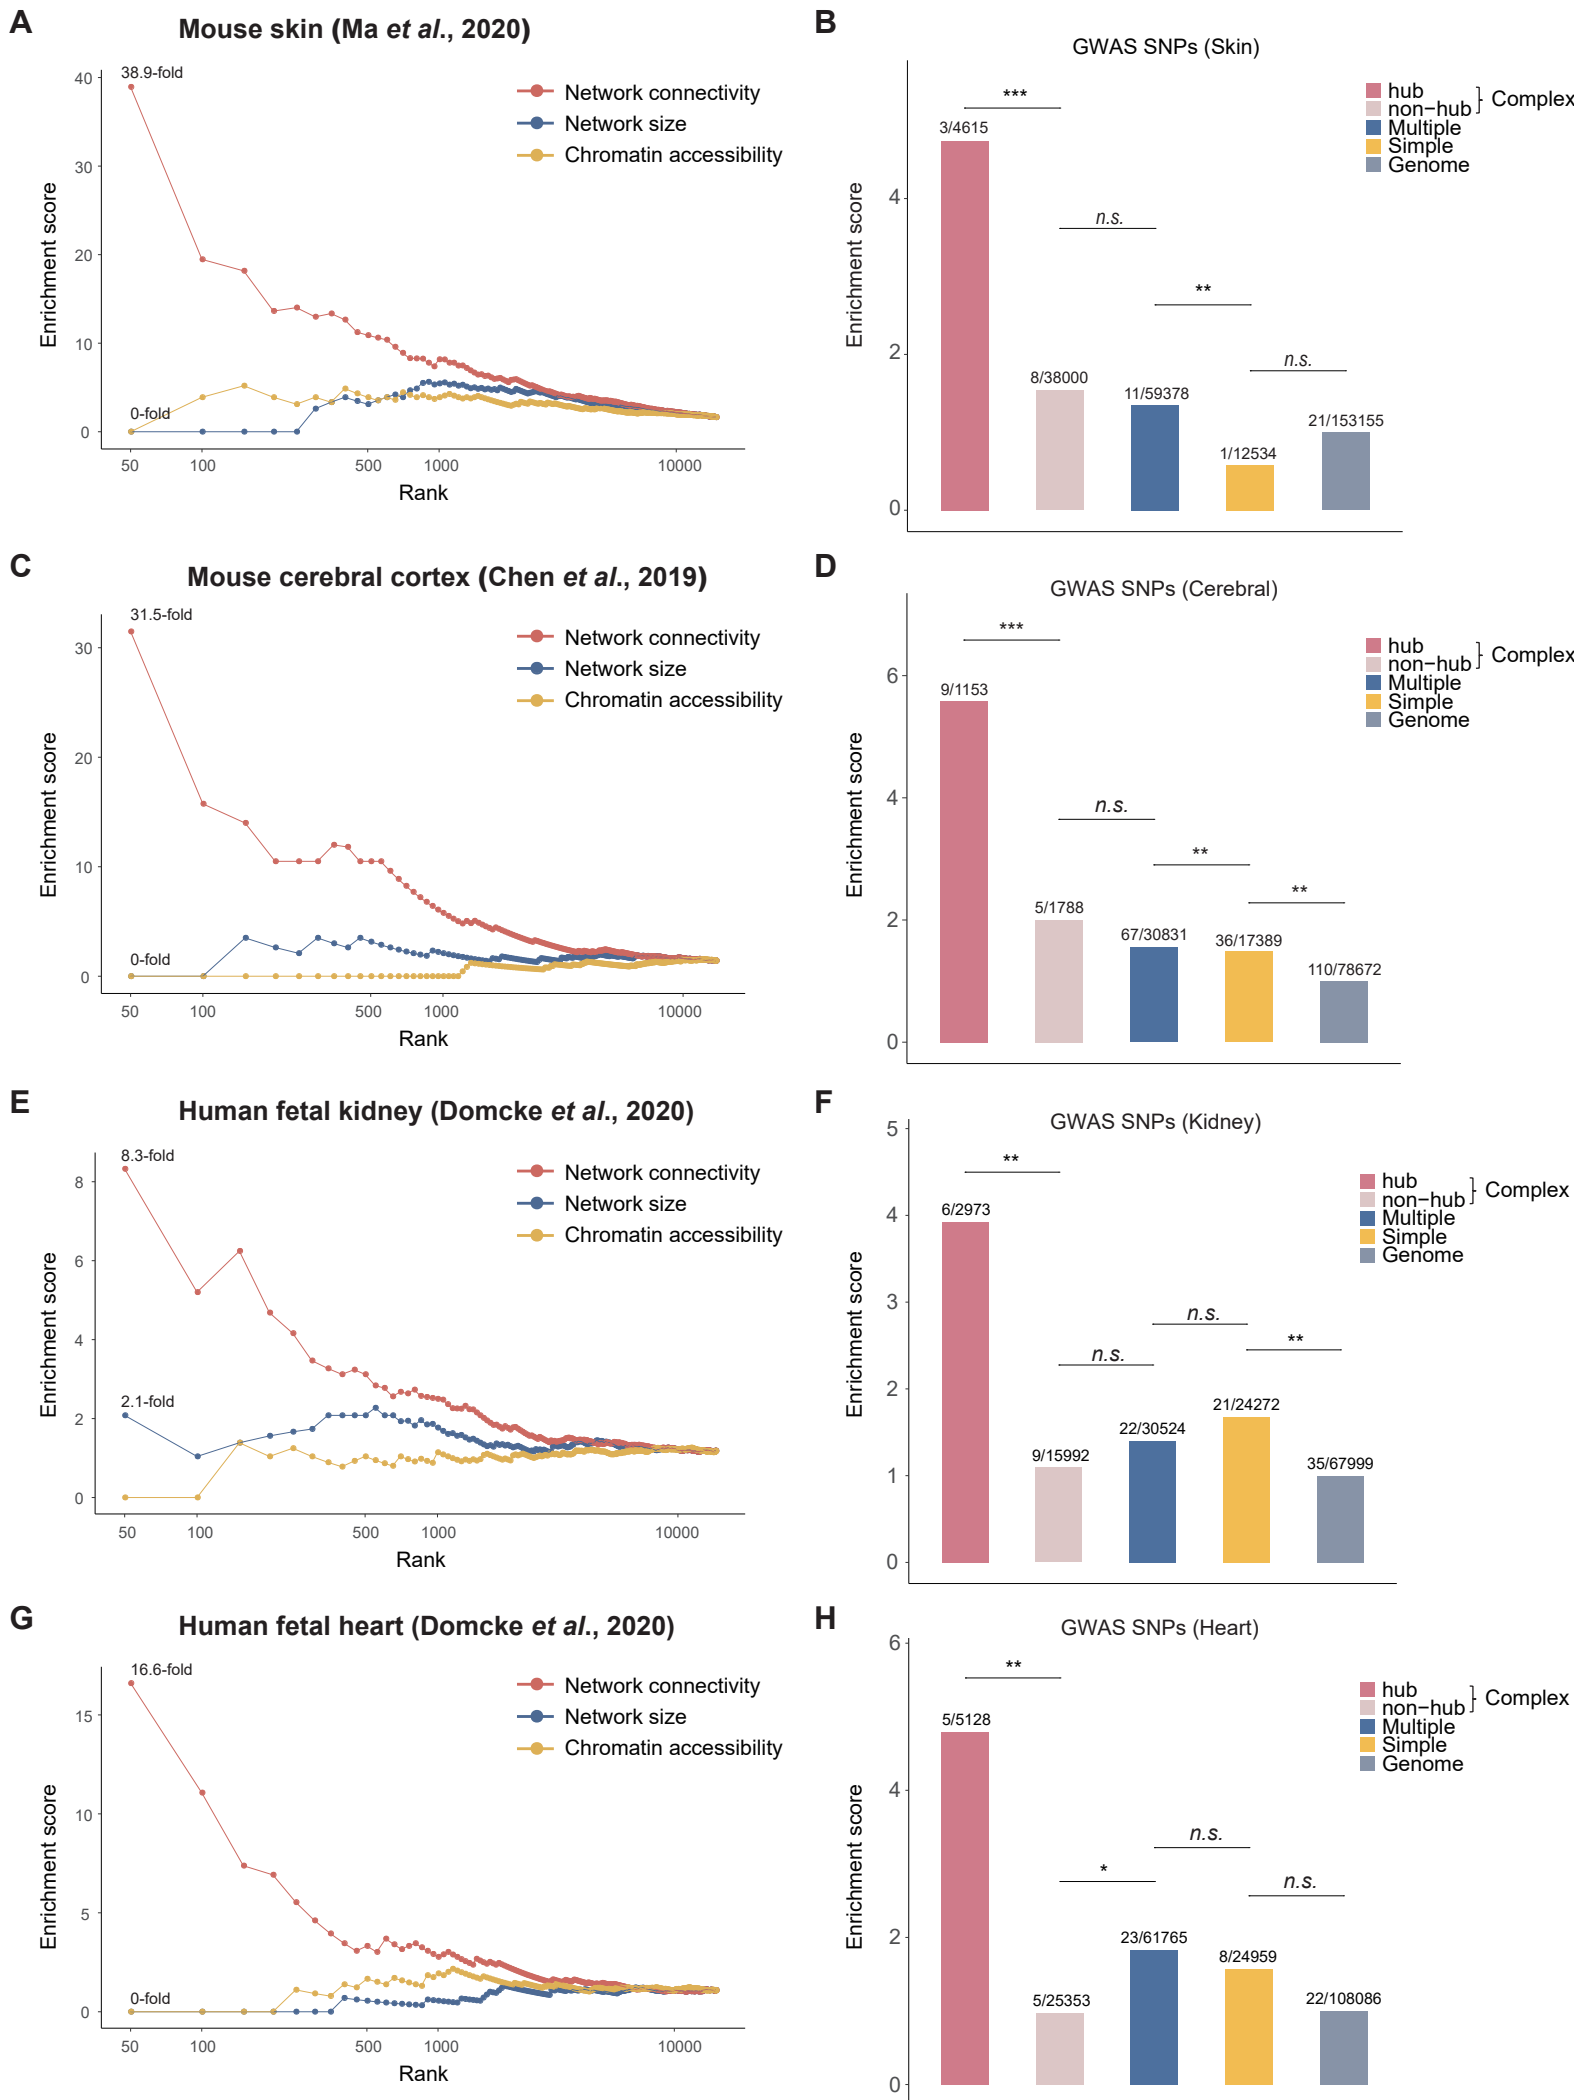 A
Mouse skin (Ma et al., 2020)
38.9-fold
Network connectivity
Network size
Chromatin accessibility
40
30
20
10
0
0-fold
Enrichment score
50 100 500 1000 10000
Rank
B
GWAS SNPs (Skin)
hub
non-hub
Complex
Multiple
Simple
Genome
***
3/4615
n.s.
**
n.s.
8/38000
11/59378
1/12534
21/153155
4
2
0
Enrichment score
C
Mouse cerebral cortex (Chen et al., 2019)
31.5-fold
Network connectivity
Network size
Chromatin accessibility
30
20
10
0
0-fold
Enrichment score
50 100 500 1000 10000
Rank
D
GWAS SNPs (Cerebral)
hub
non-hub
Complex
Multiple
Simple
Genome
***
9/1153
n.s.
**
**
5/1788
67/30831
36/17389
110/78672
6
4
2
0
Enrichment score
E
Human fetal kidney (Domcke et al., 2020)
8.3-fold
Network connectivity
Network size
Chromatin accessibility
8
6
4
2
0
2.1-fold
Enrichment score
50 100 500 1000 10000
Rank
F
GWAS SNPs (Kidney)
hub
non-hub
Complex
Multiple
Simple
Genome
**
6/2973
n.s.
n.s.
**
9/15992
22/30524
21/24272
35/67999
5
4
3
2
1
0
Enrichment score
G
Human fetal heart (Domcke et al., 2020)
16.6-fold
Network connectivity
Network size
Chromatin accessibility
15
10
5
0
0-fold
Enrichment score
50 100 500 1000 10000
Rank
H
GWAS SNPs (Heart)
hub
non-hub
Complex
Multiple
Simple
Genome
**
5/5128
*
n.s.
n.s.
5/25353
23/61765
8/24959
22/108086
6
4
2
0
Enrichment score